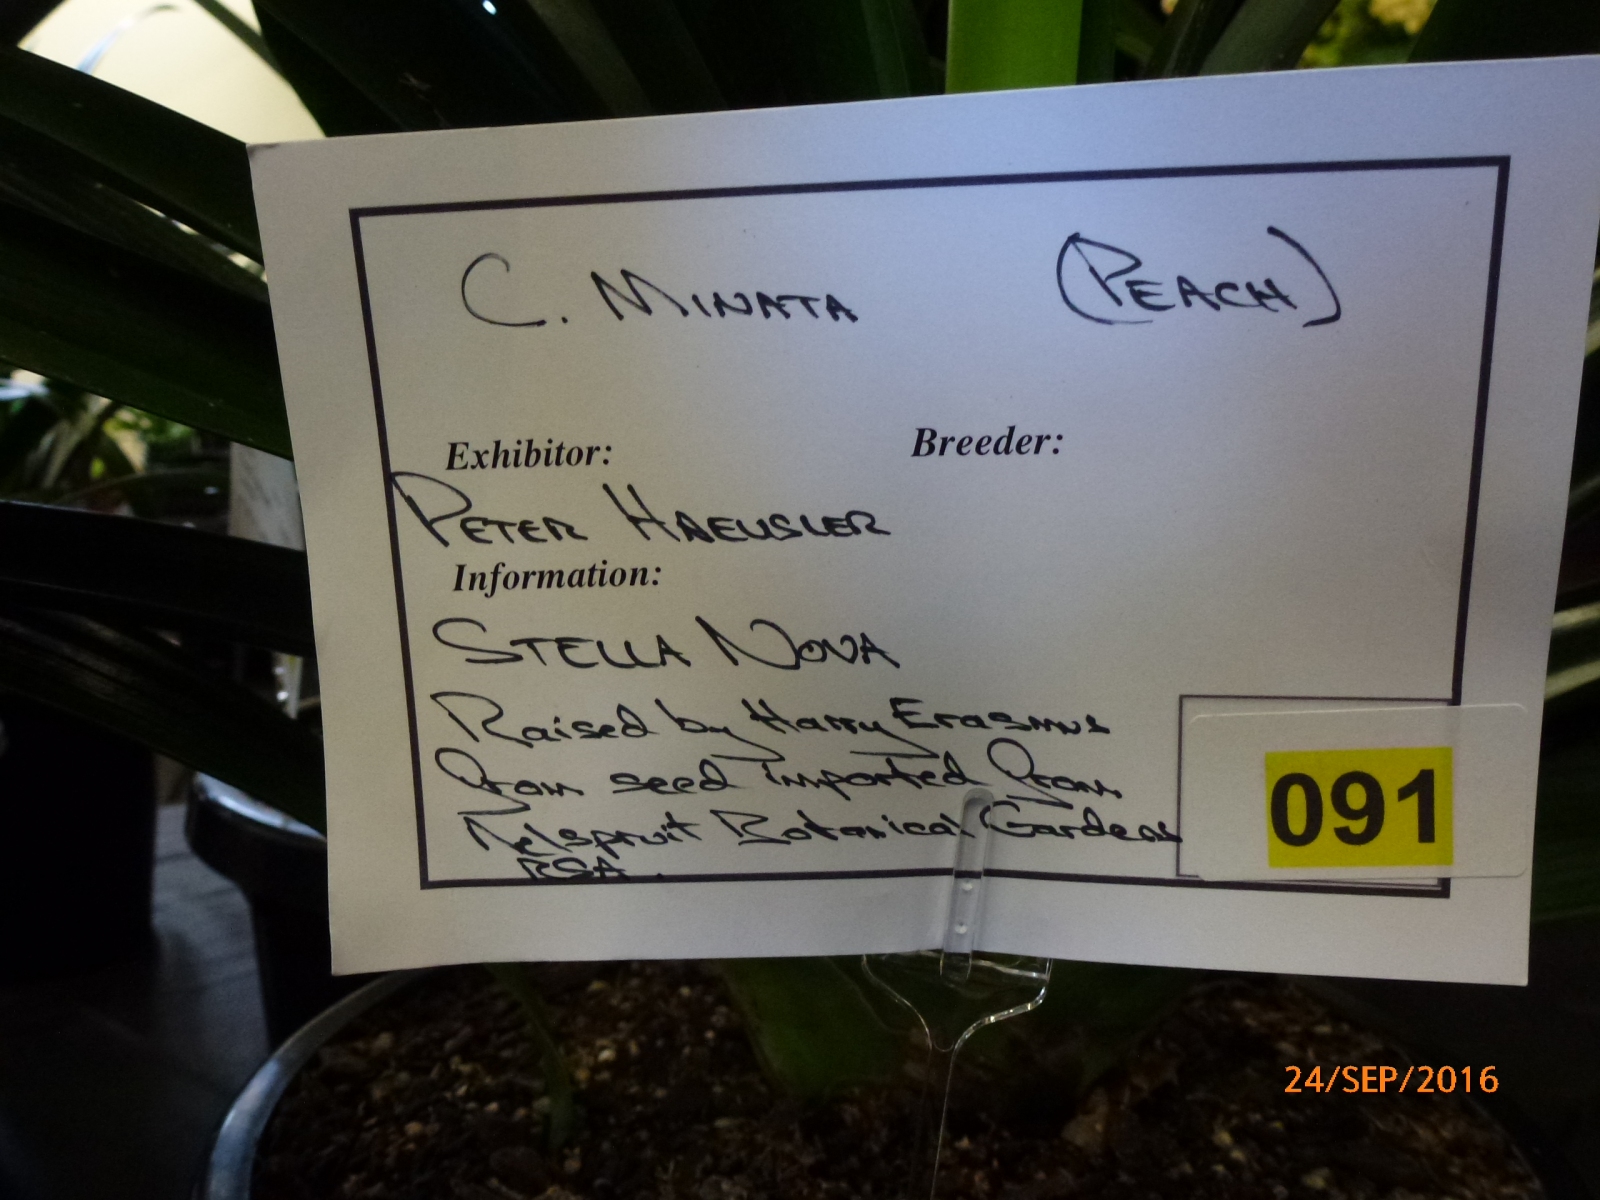 C. MINATA (PEACH)
Exhibitor: Breeder:
PETER HAEUSLER
Information:
STELLA NOVA
Raised by Harry Erasmus
from seed imported from
Nelspruit Botanical Gardens
RSA.
091
24/SEP/2016